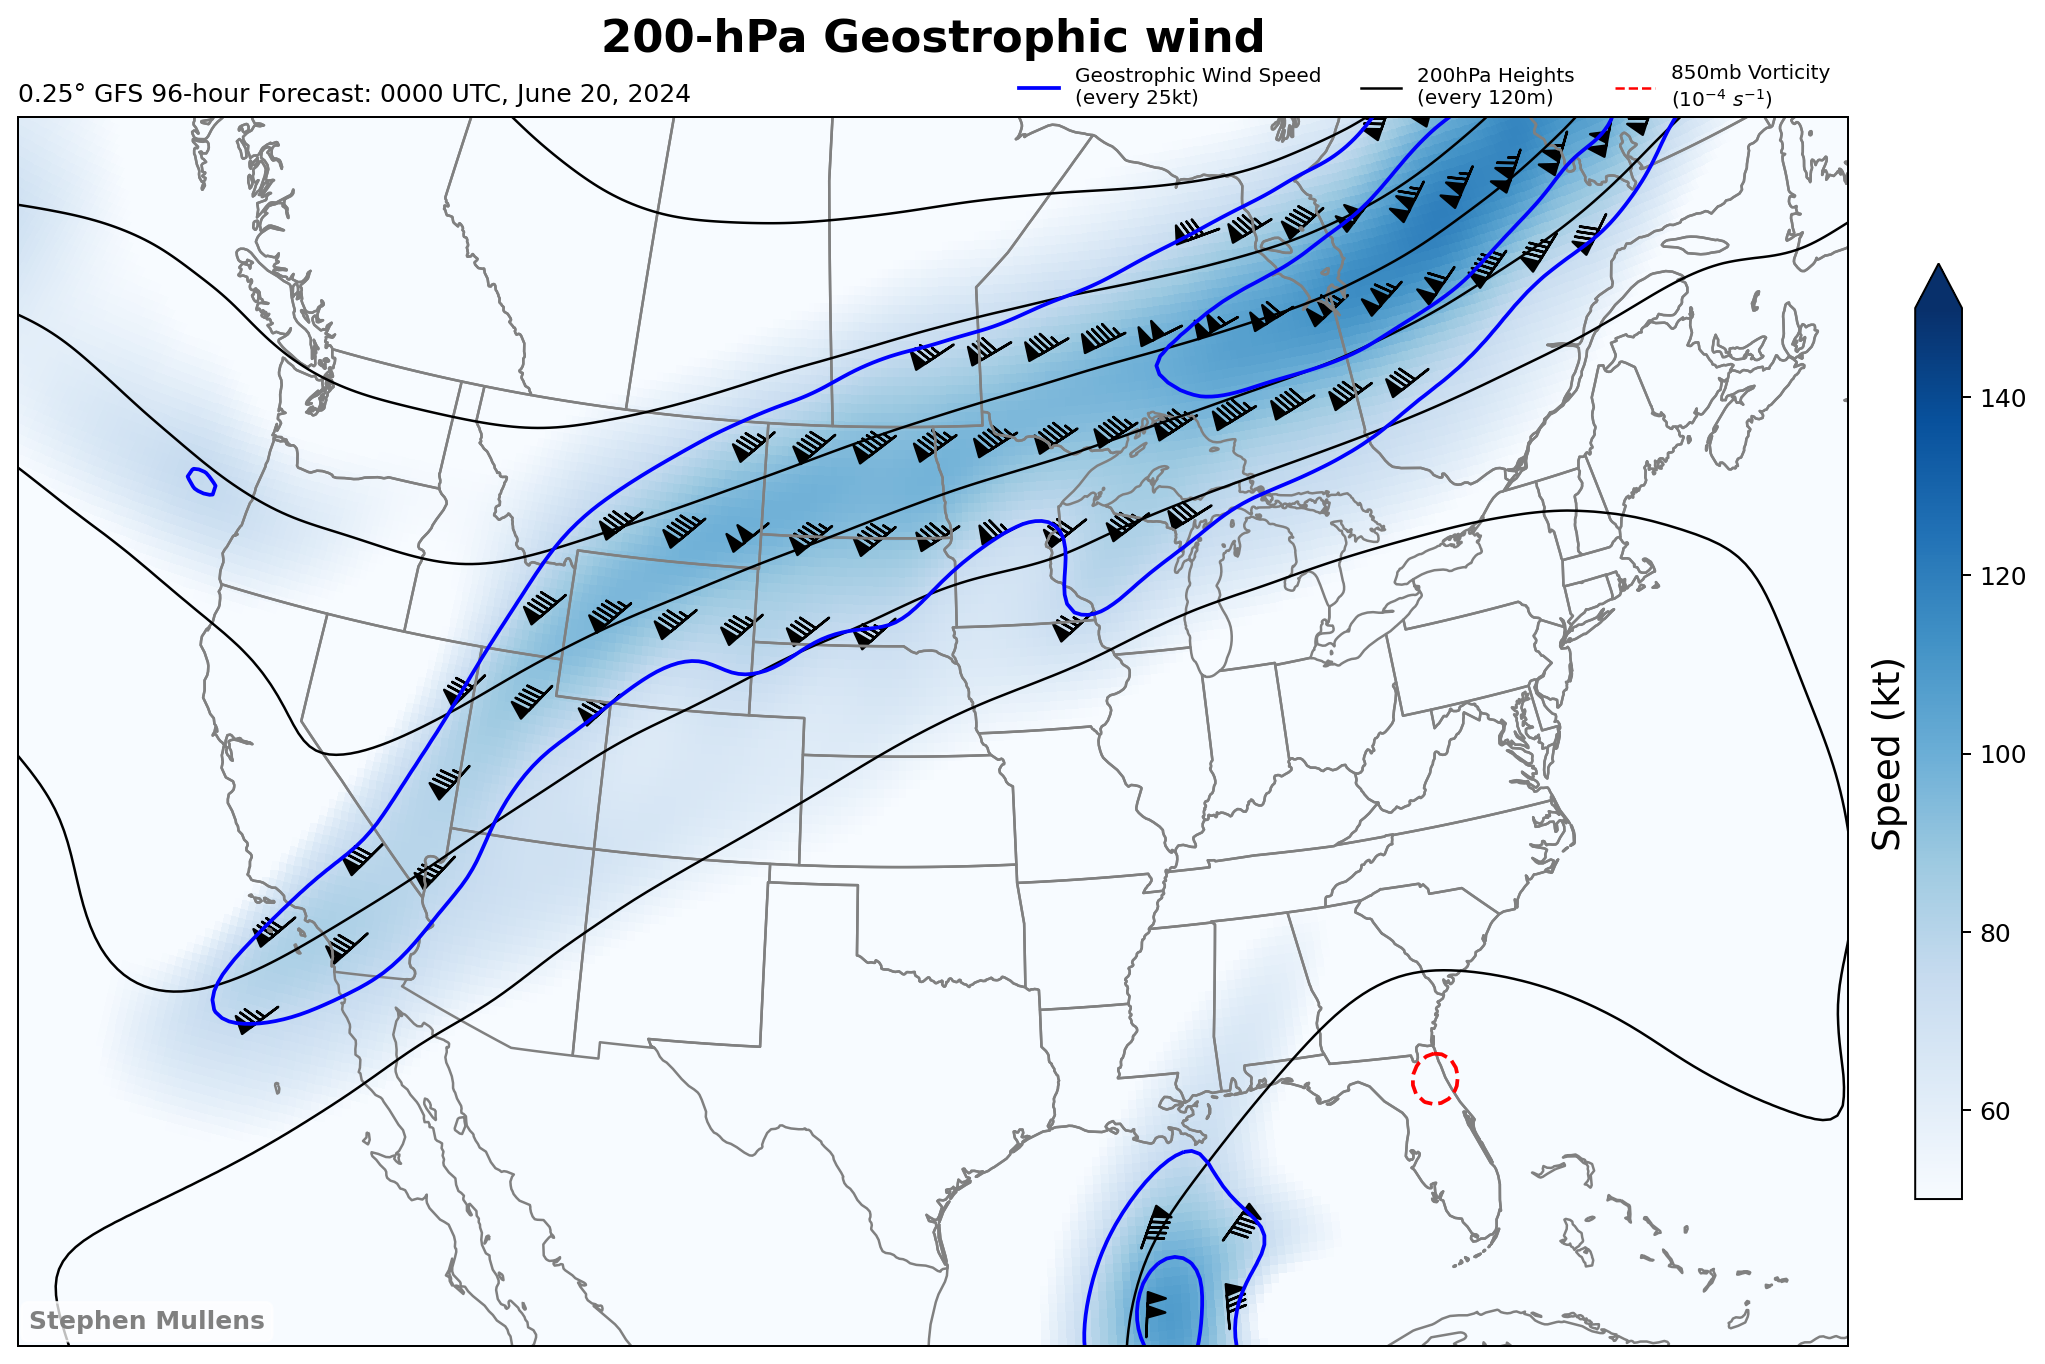 200-hPa Geostrophic wind
0.25° GFS 96-hour Forecast: 0000 UTC, June 20, 2024
Geostrophic Wind Speed
(every 25kt)
200hPa Heights
(every 120m)
850mb Vorticity
(10⁻⁴ s⁻¹)
140
120
100
80
60
Speed (kt)
Stephen Mullens